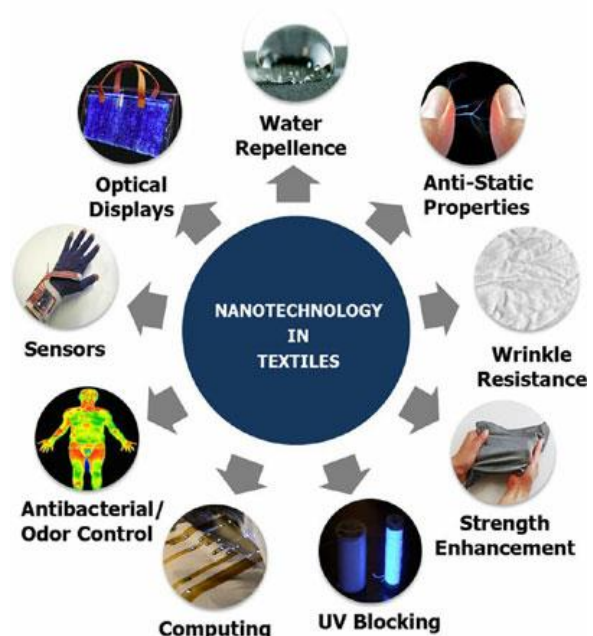 Water
Repellence
Anti-Static
Properties
Wrinkle
Resistance
Strength
Enhancement
UV Blocking
Computing
Antibacterial/
Odor Control
Sensors
Optical
Displays
NANOTECHNOLOGY
IN
TEXTILES